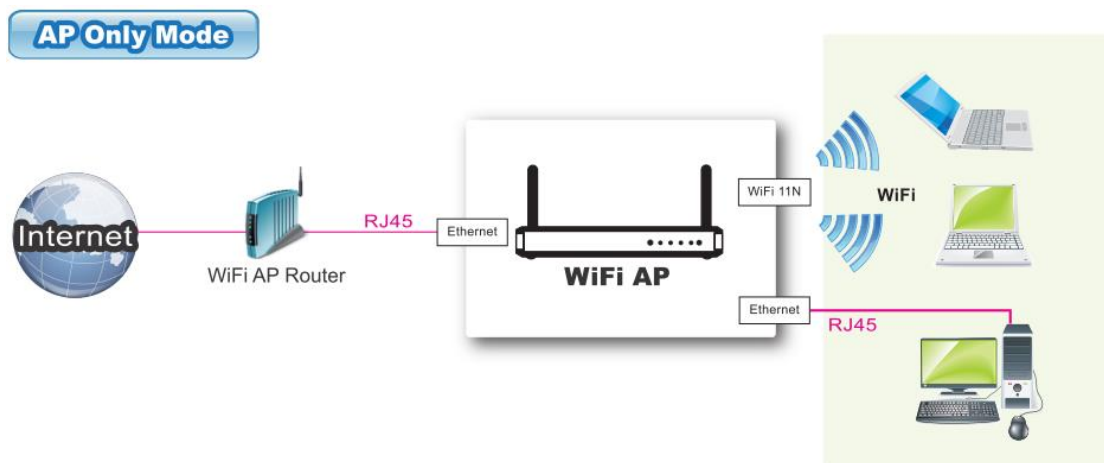 AP Only Mode
Internet
WiFi AP Router
RJ45
Ethernet
WiFi AP
WiFi 11N
WiFi
Ethernet
RJ45